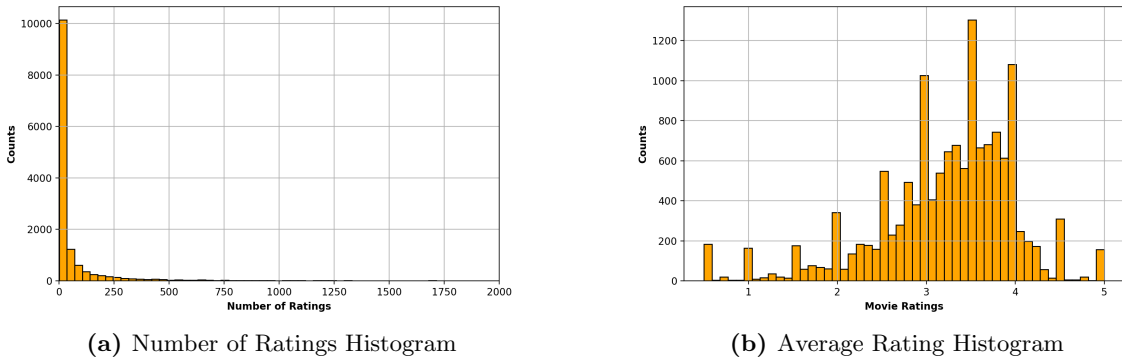 10000
8000
6000
4000
2000
0
Counts
0 250 500 750 1000 1250 1500 1750 2000
Number of Ratings
(a) Number of Ratings Histogram
1200
1000
800
600
400
200
0
Counts
1 2 3 4 5
Movie Ratings
(b) Average Rating Histogram